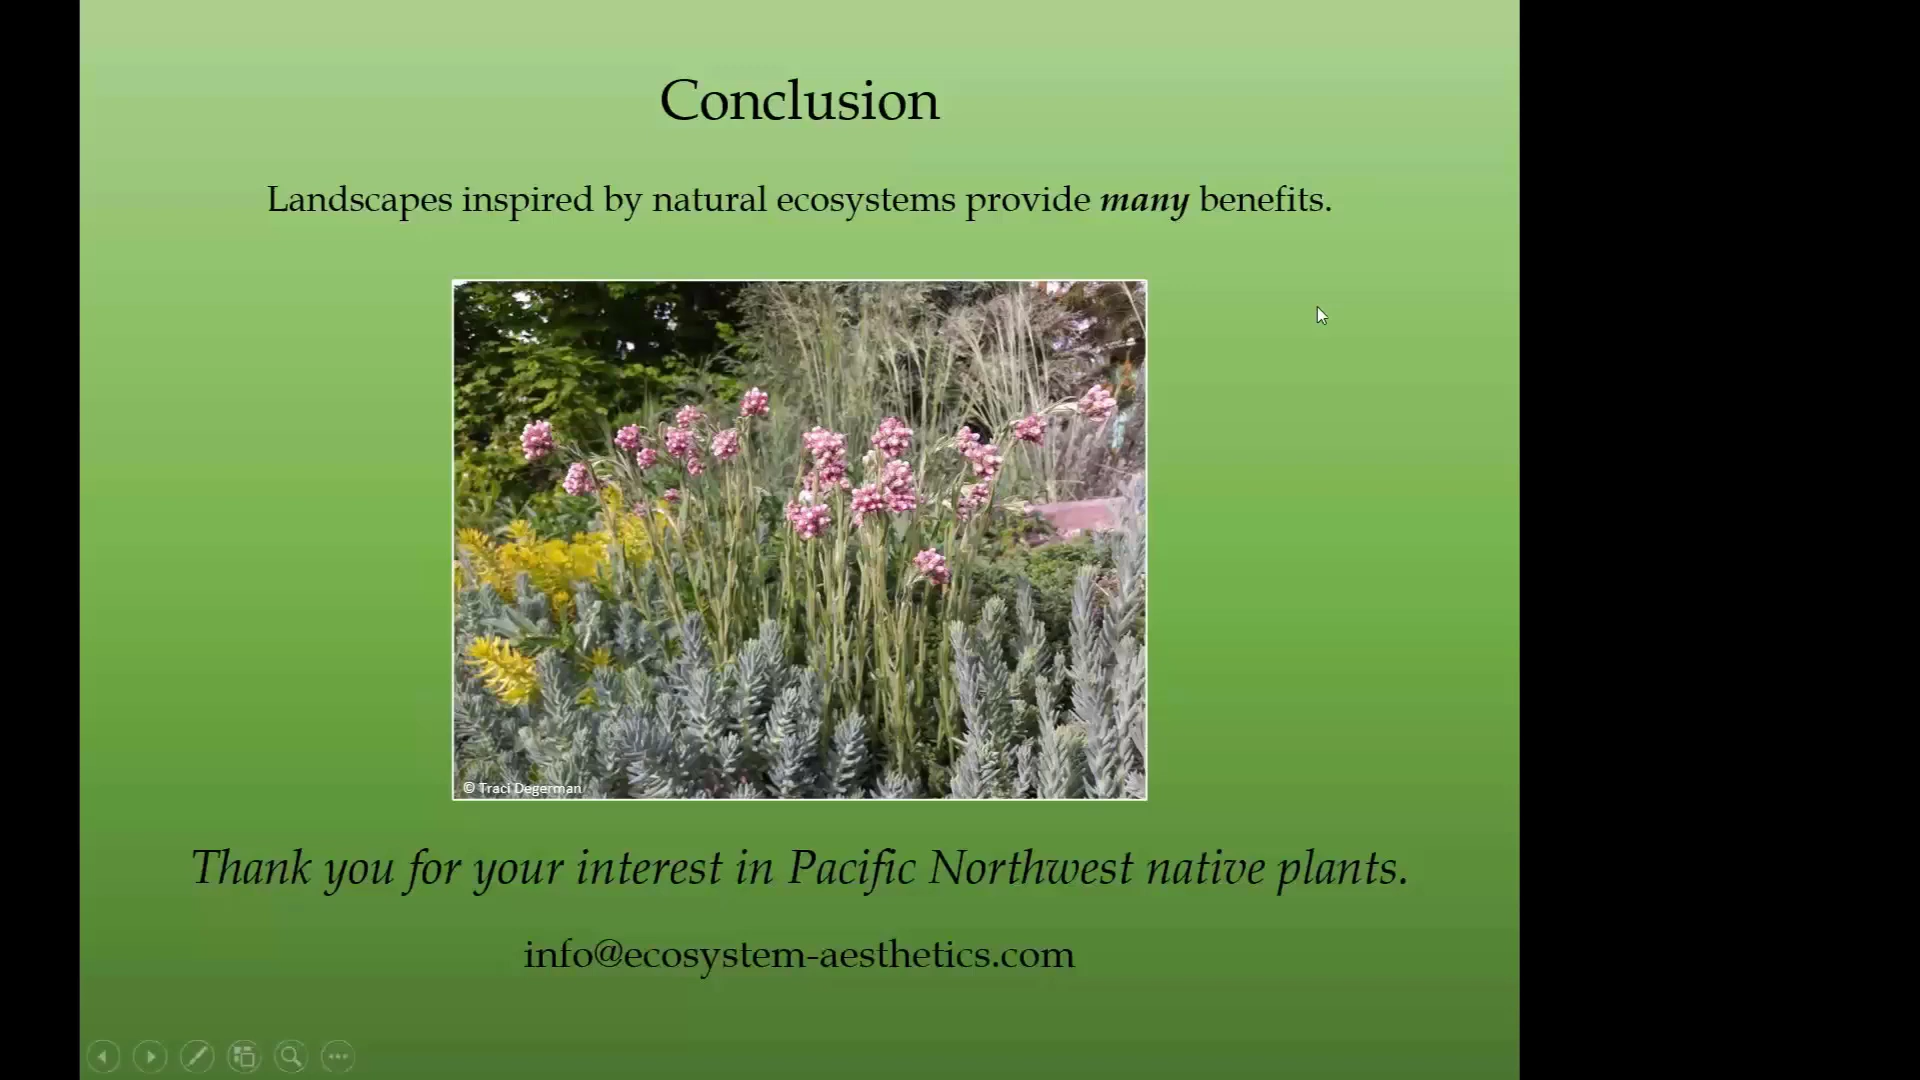 Conclusion
Landscapes inspired by natural ecosystems provide many benefits.
© Traci Degerman
Thank you for your interest in Pacific Northwest native plants.
info@ecosystem-aesthetics.com